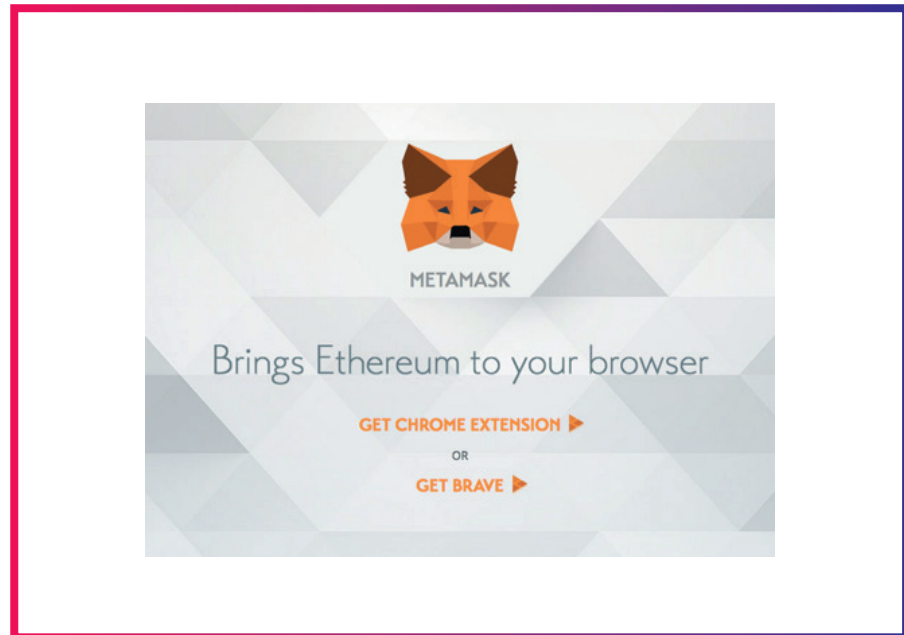 METAMASK
Brings Ethereum to your browser
GET CHROME EXTENSION
OR
GET BRAVE